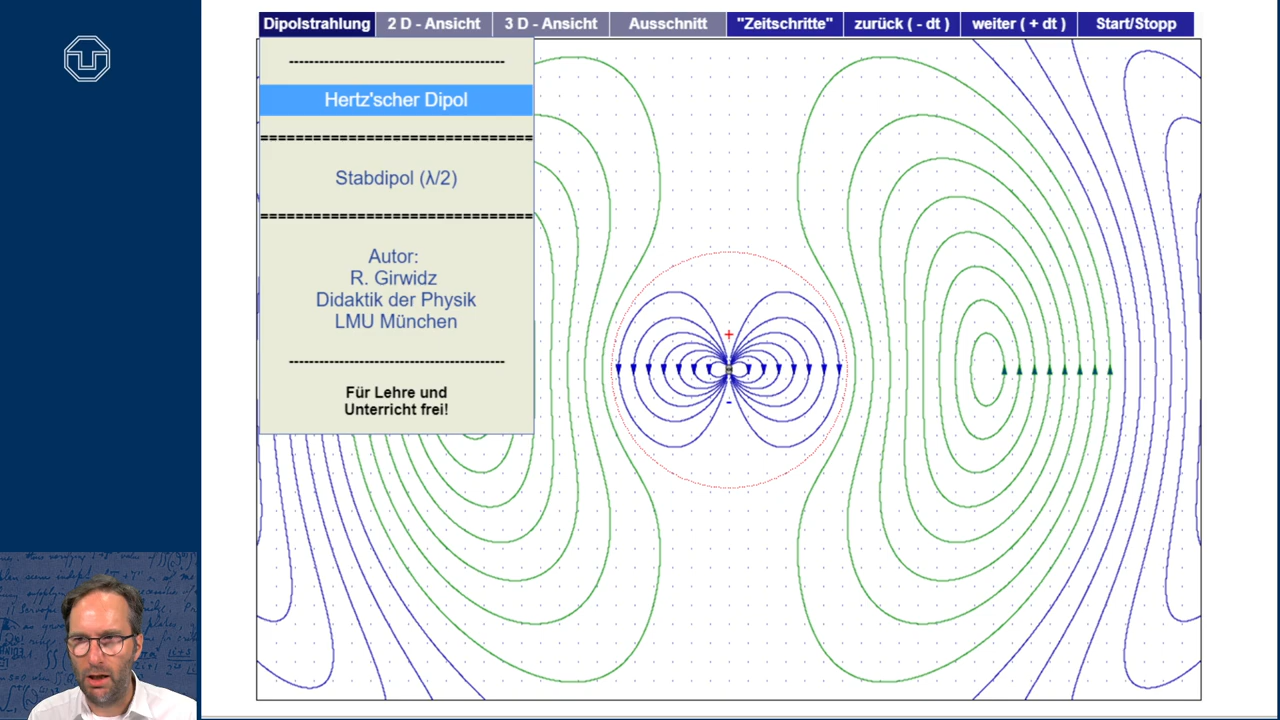 Dipolstrahlung 2 D - Ansicht 3 D - Ansicht Ausschnitt "Zeitschritte" zurück ( - dt ) weiter ( + dt ) Start/Stopp
-------------------------------------------
Hertz'scher Dipol
==============================
Stabdipol (λ/2)
==============================
Autor:
R. Girwidz
Didaktik der Physik
LMU München
-------------------------------------------
Für Lehre und
Unterricht frei!
+
-